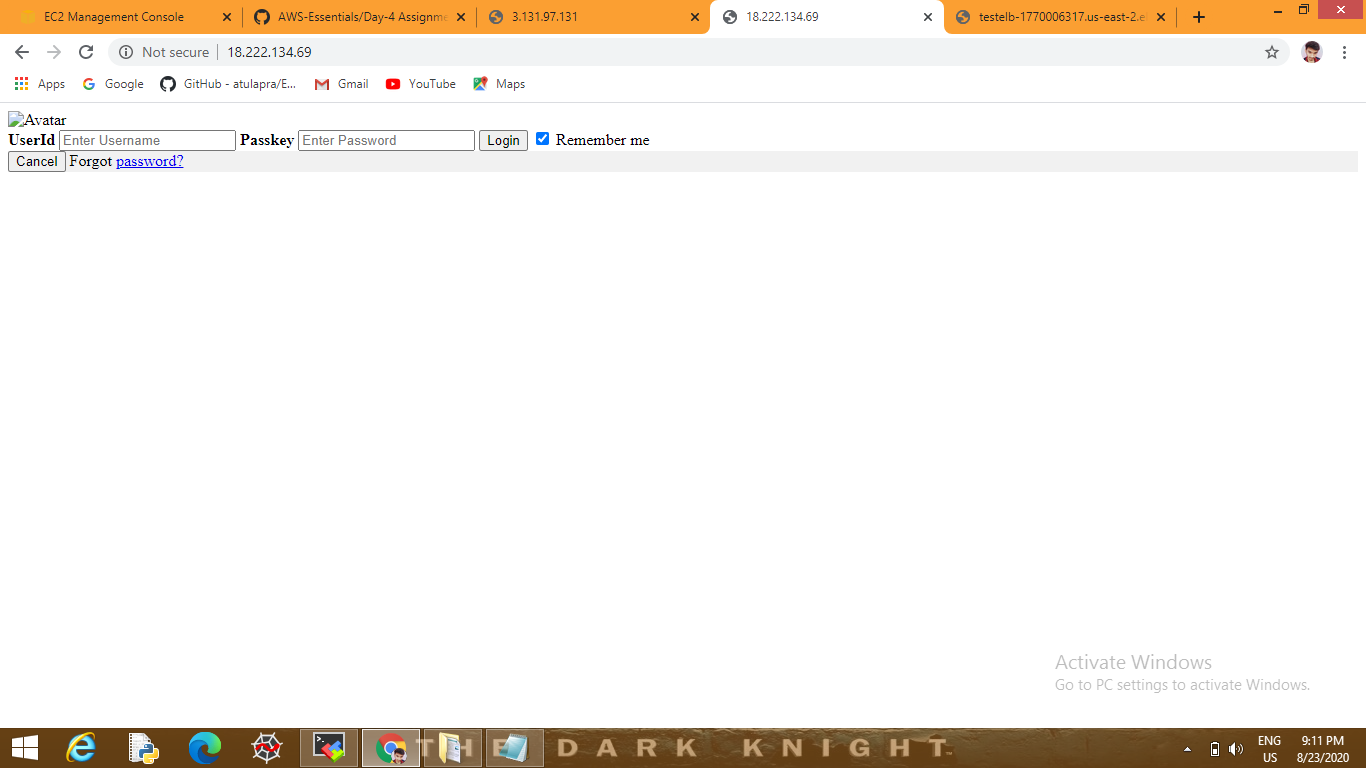 EC2 Management Console
AWS-Essentials/Day-4 Assignme
3.131.97.131
18.222.134.69
testelb-1770006317.us-east-2.e
Not secure 18.222.134.69
Apps Google GitHub - atulapra/E... Gmail YouTube Maps
Avatar
UserId Enter Username Passkey Enter Password Login Remember me
Cancel Forgot password?
Activate Windows
Go to PC settings to activate Windows.
THE DARK KNIGHT
ENG 9:11 PM
US 8/23/2020